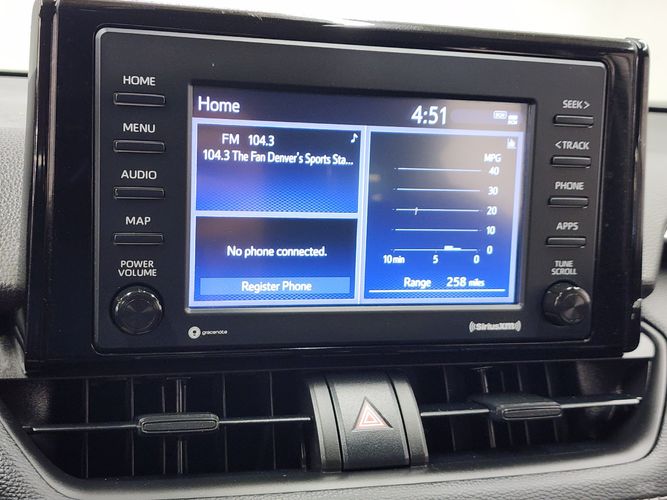 HOME
MENU
AUDIO
MAP
POWER
VOLUME
gracenote
Home
4:51
FM 104.3
104.3 The Fan Denver's Sports Sta...
No phone connected.
Register Phone
MPG
40
30
20
10
0
10 min 5 0
Range 258 miles
SEEK >
< TRACK
PHONE
APPS
TUNE
SCROLL
((SiriusXM))